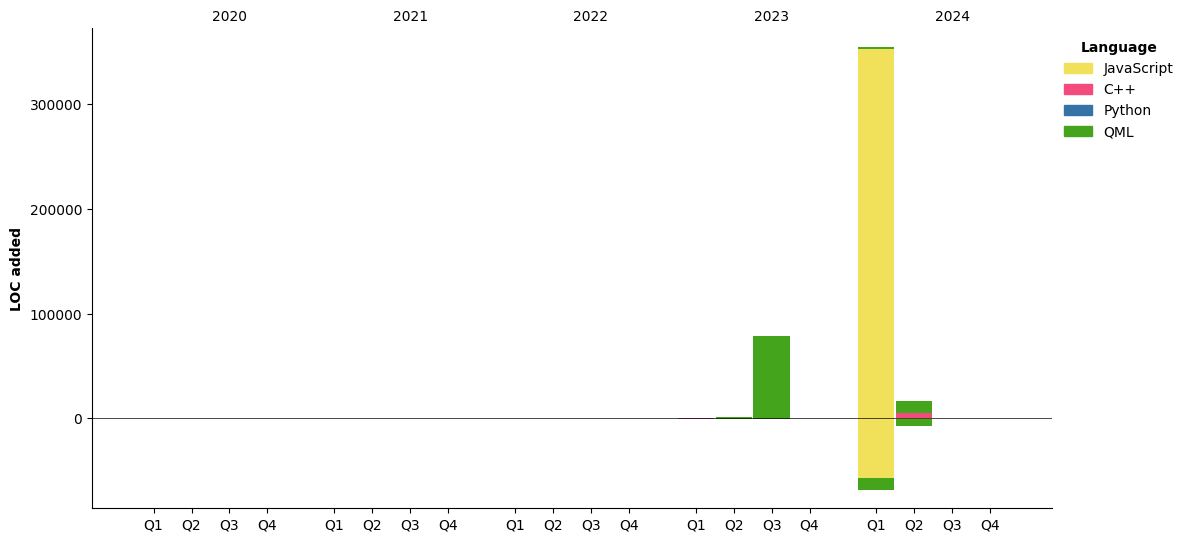 2020 2021 2022 2023 2024
Language
JavaScript
C++
Python
QML
LOC added
300000
200000
100000
0
Q1 Q2 Q3 Q4 Q1 Q2 Q3 Q4 Q1 Q2 Q3 Q4 Q1 Q2 Q3 Q4 Q1 Q2 Q3 Q4